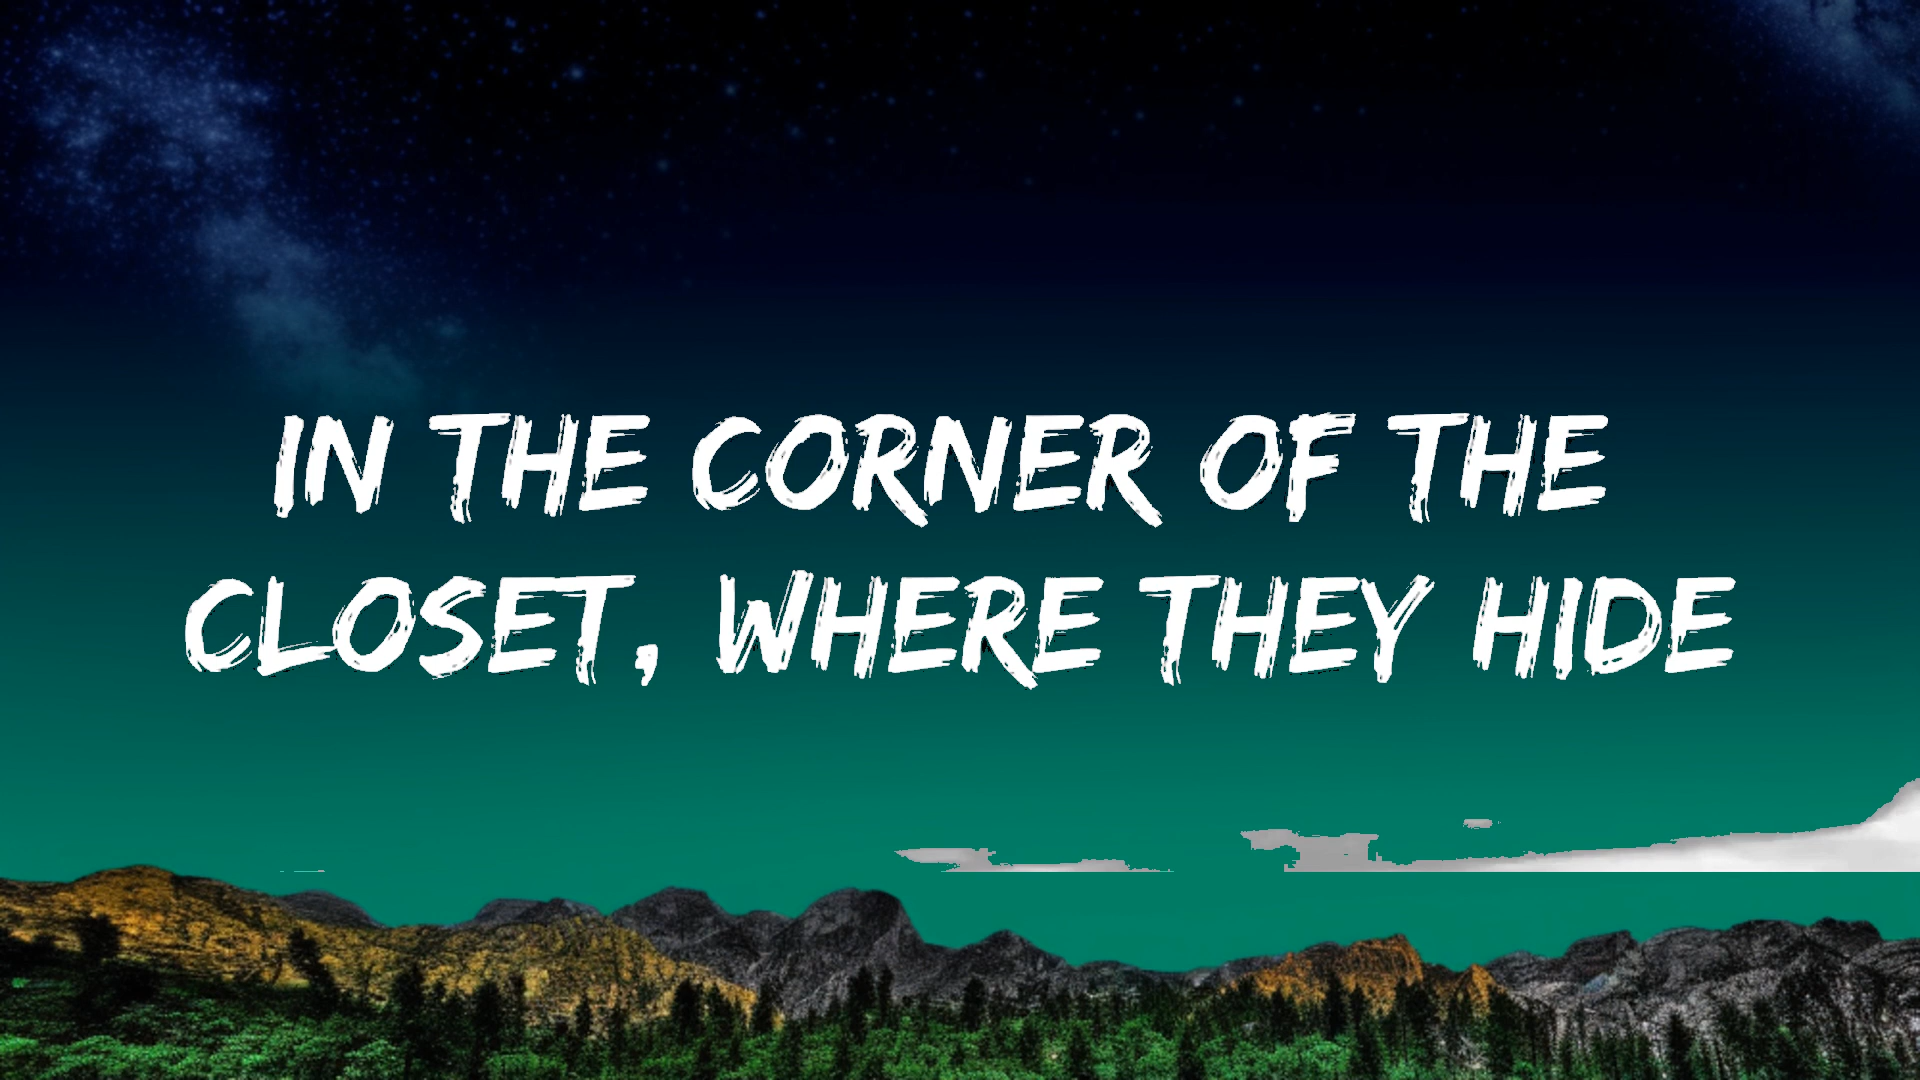 IN THE CORNER OF THE
CLOSET, WHERE THEY HIDE